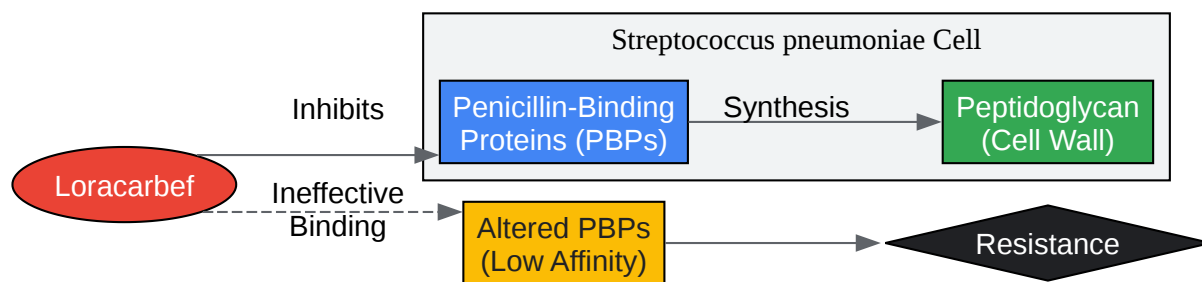 Streptococcus pneumoniae Cell
Inhibits
Penicillin-Binding
Proteins (PBPs)
Synthesis
Peptidoglycan
(Cell Wall)
Loracarbef
Ineffective
Binding
Altered PBPs
(Low Affinity)
Resistance